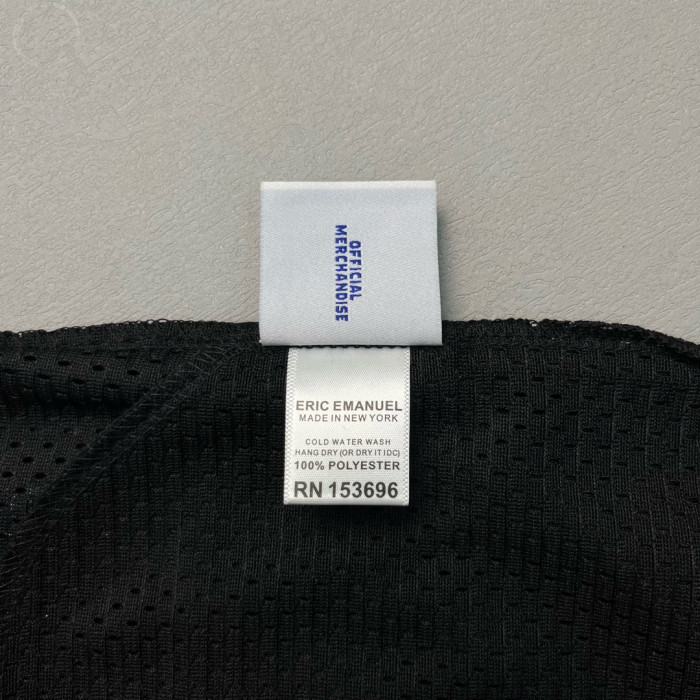 OFFICIAL
MERCHANDISE
ERIC EMANUEL
MADE IN NEW YORK
COLD WATER WASH
HANG DRY (OR DRY IT IDC)
100% POLYESTER
RN 153696